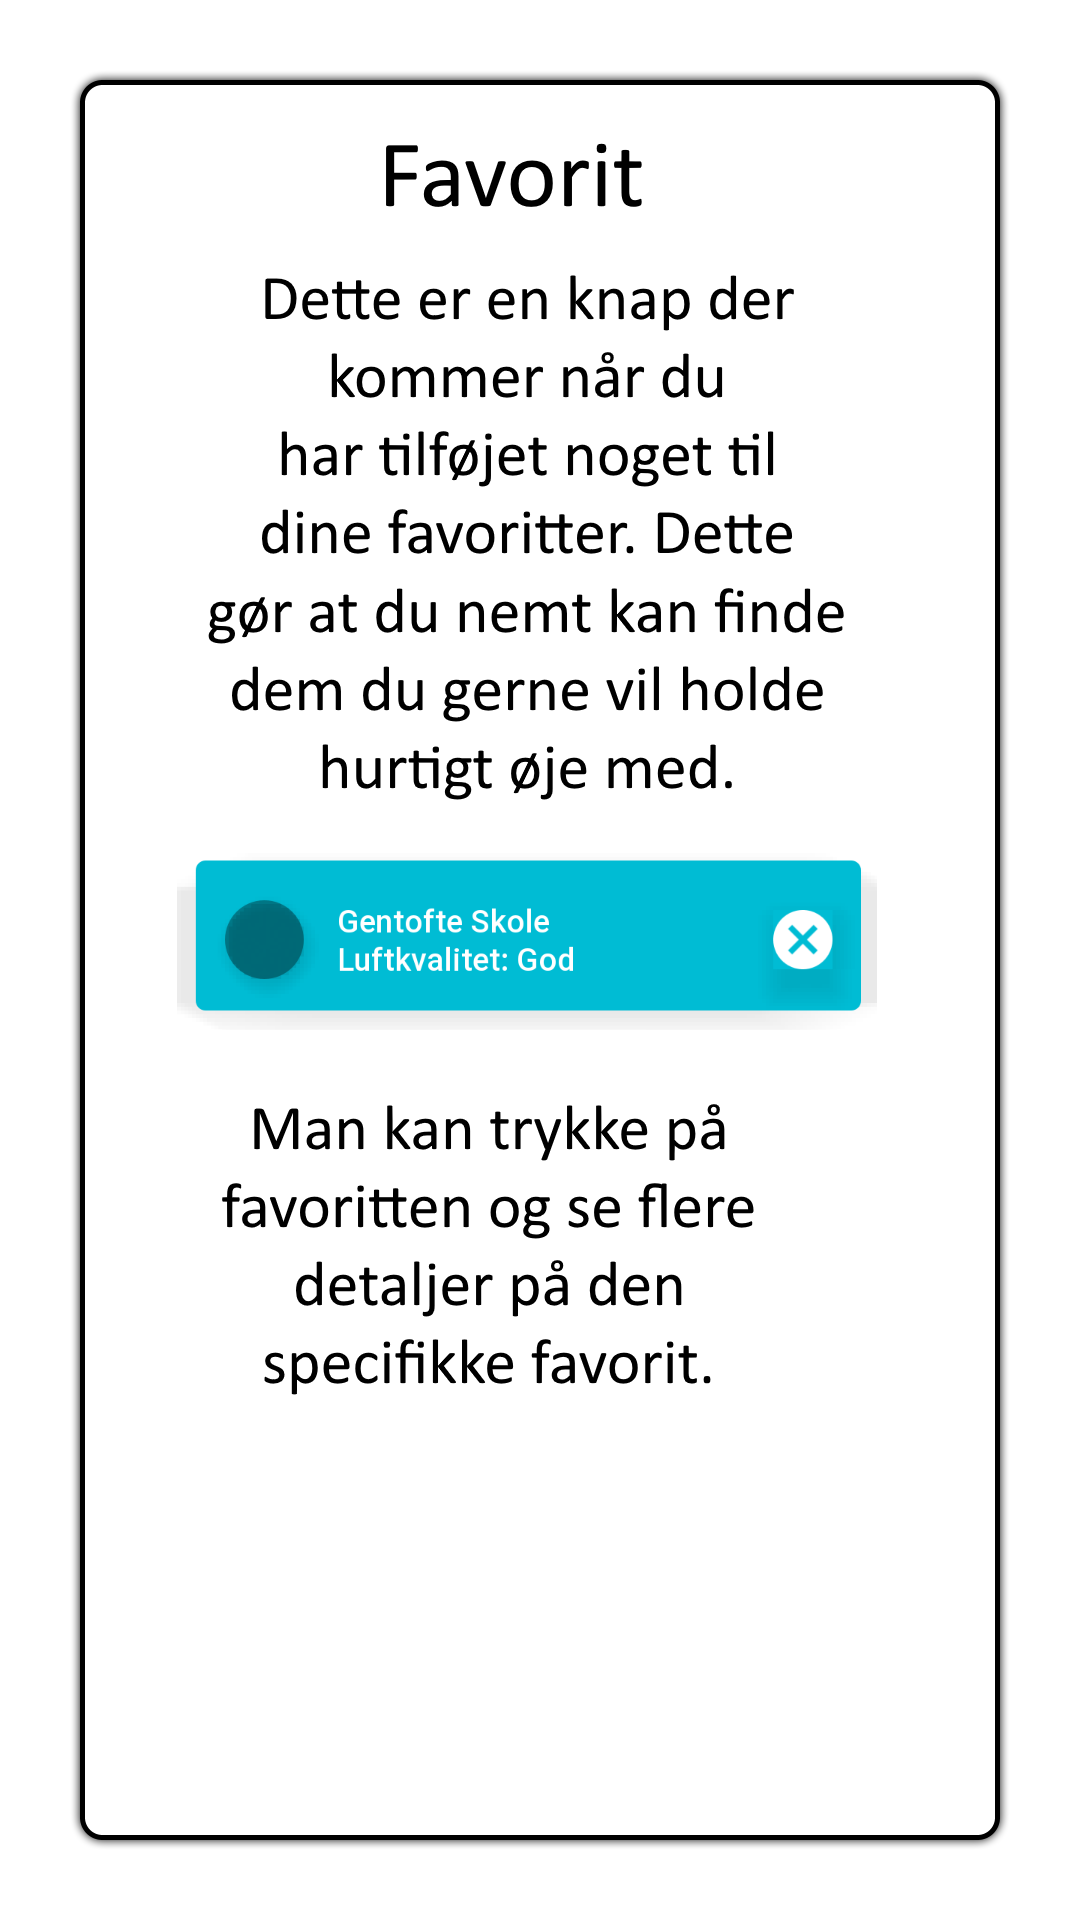 Favorit
Dette er en knap der
kommer når du
har tilføjet noget til
dine favoritter. Dette
gør at du nemt kan finde
dem du gerne vil holde
hurtigt øje med.
Gentofte Skole
Luftkvalitet: God
Man kan trykke på
favoritten og se flere
detaljer på den
specifikke favorit.